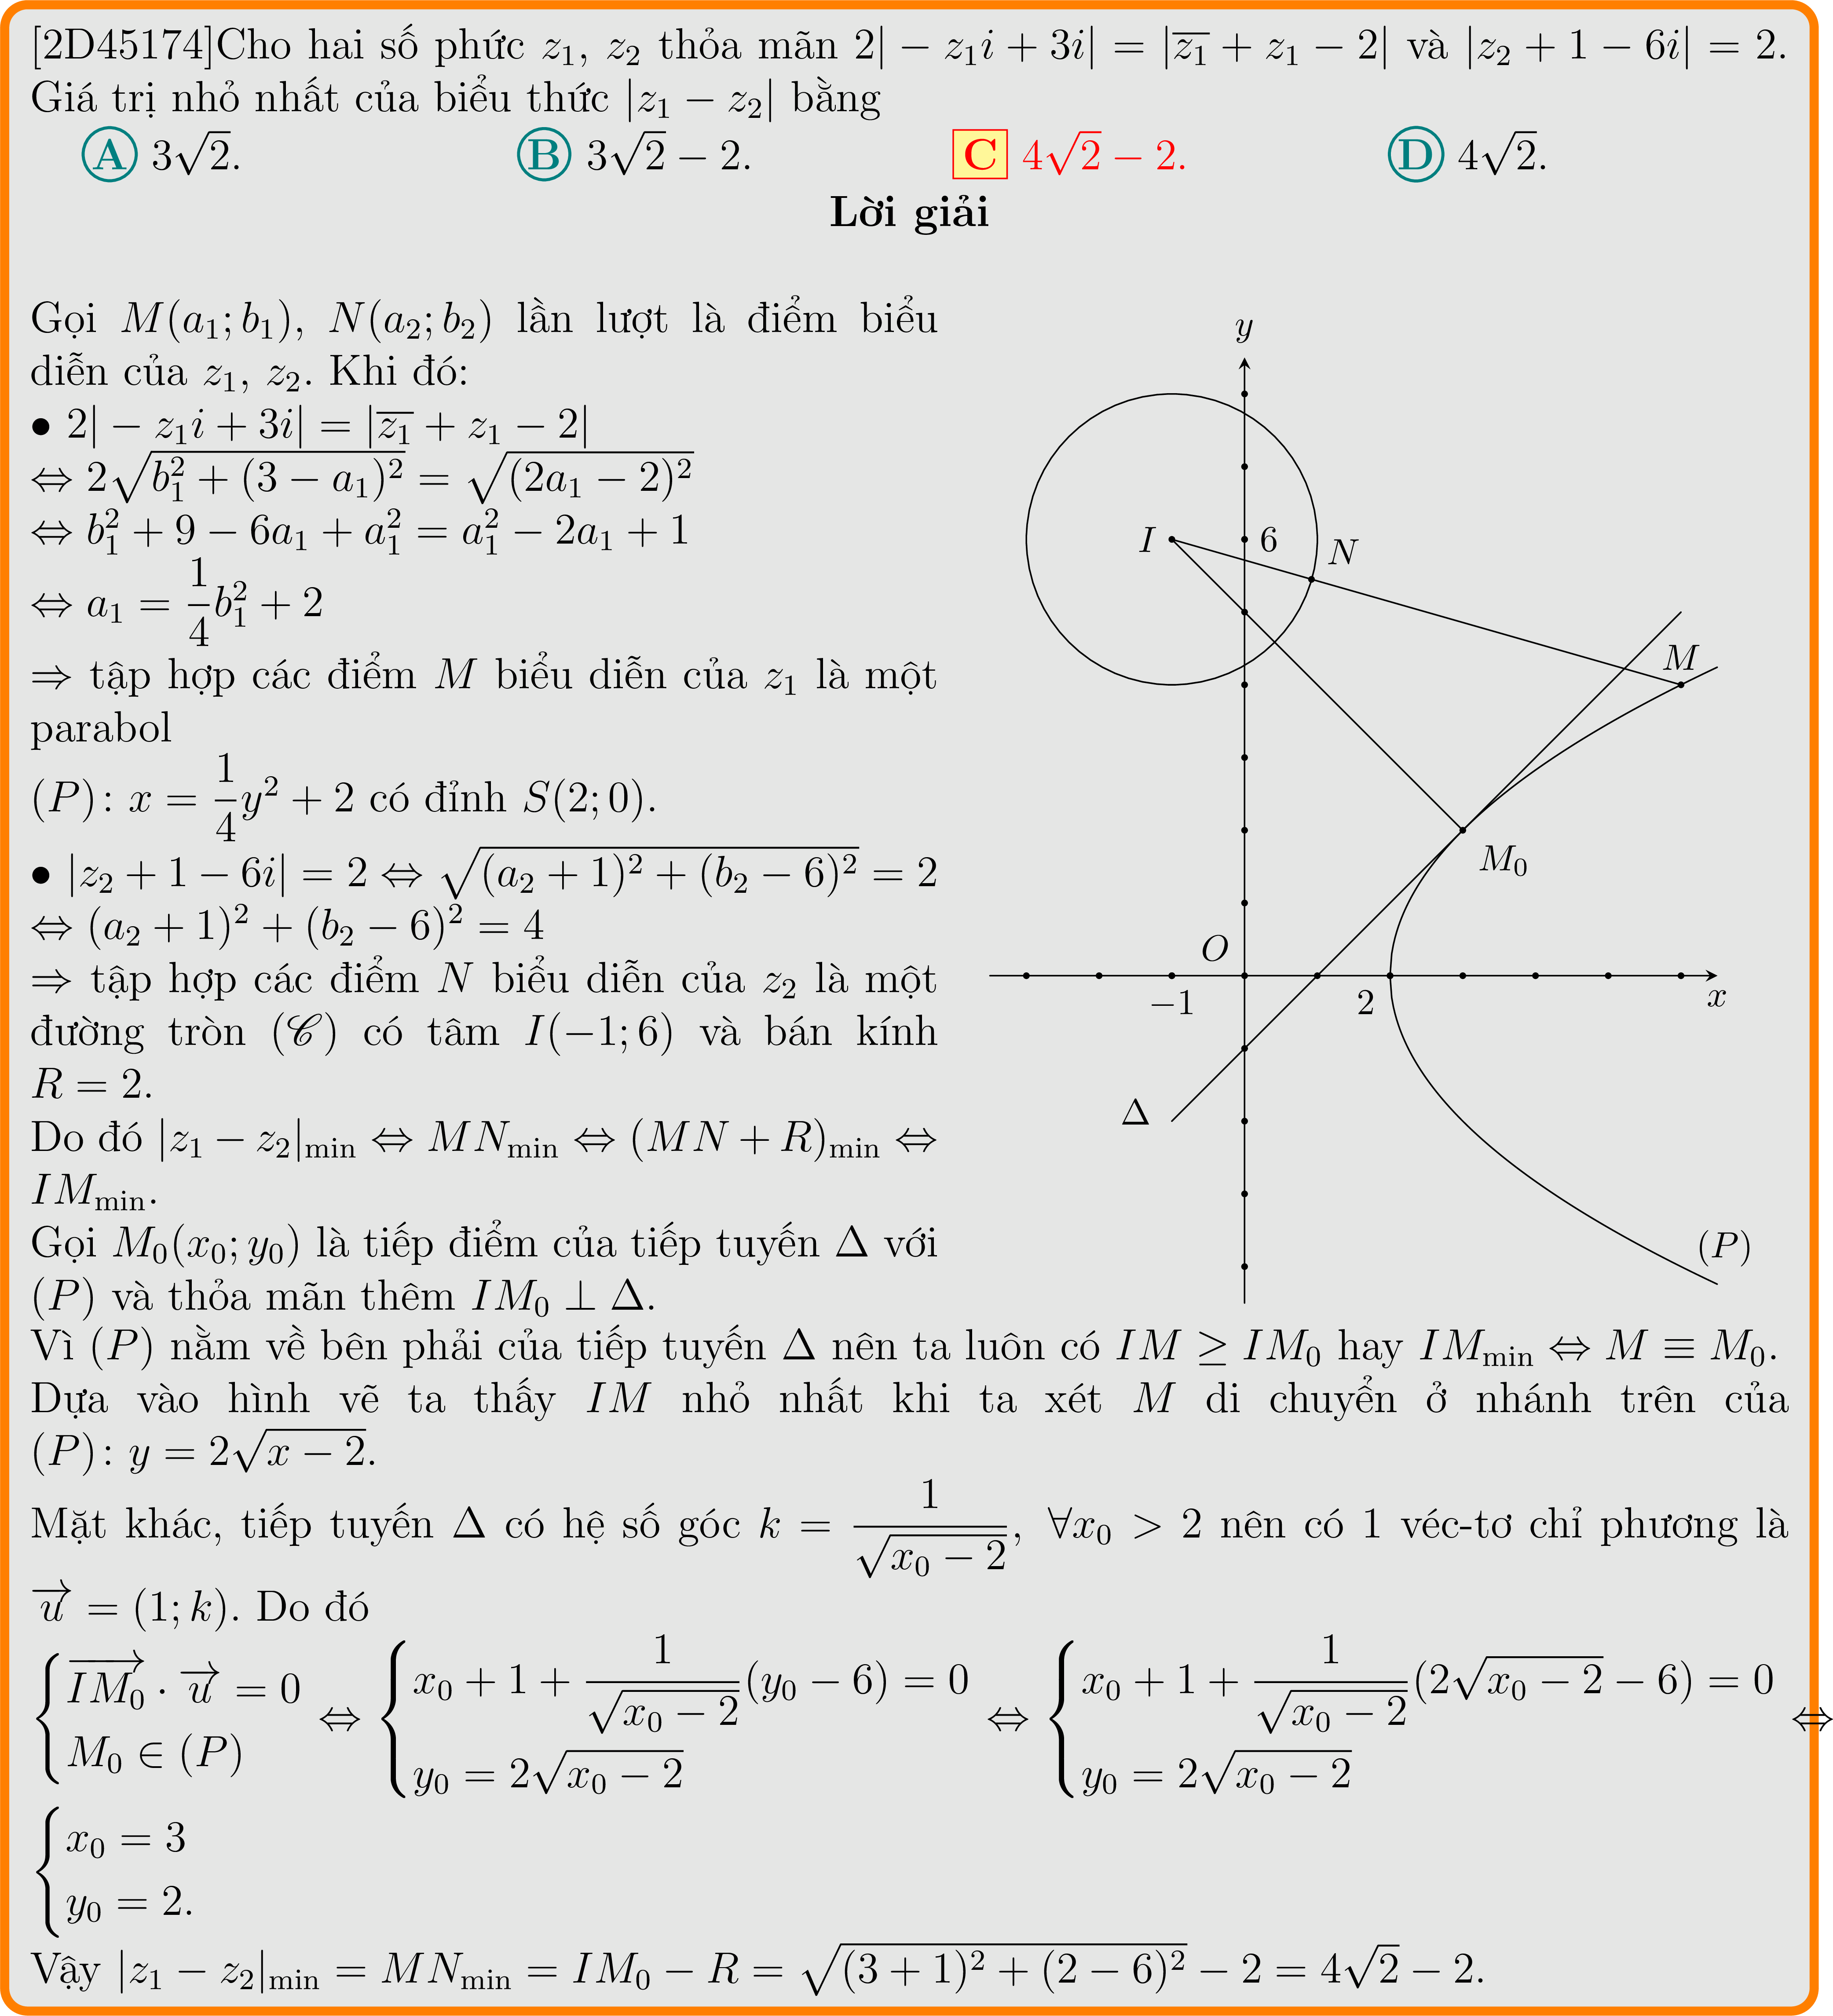 [2D45174]Cho hai số phức $z_1$, $z_2$ thỏa mãn $2|-z_1i+3i| = |\overline{z_1}+z_1-2|$ và $|z_2+1-6i| = 2$.
Giá trị nhỏ nhất của biểu thức $|z_1-z_2|$ bằng
A $3\sqrt{2}$. B $3\sqrt{2}-2$. C $4\sqrt{2}-2$. D $4\sqrt{2}$.
Lời giải
Gọi $M(a_1;b_1)$, $N(a_2;b_2)$ lần lượt là điểm biểu
diễn của $z_1$, $z_2$. Khi đó:
• $2|-z_1i+3i| = |\overline{z_1}+z_1-2|$
$\Leftrightarrow 2\sqrt{b_1^2+(3-a_1)^2} = \sqrt{(2a_1-2)^2}$
$\Leftrightarrow b_1^2+9-6a_1+a_1^2 = a_1^2-2a_1+1$
$\Leftrightarrow a_1 = \frac{1}{4}b_1^2+2$
$\Rightarrow$ tập hợp các điểm $M$ biểu diễn của $z_1$ là một
parabol
$(P)\colon x = \frac{1}{4}y^2+2$ có đỉnh $S(2;0)$.
• $|z_2+1-6i| = 2 \Leftrightarrow \sqrt{(a_2+1)^2+(b_2-6)^2} = 2$
$\Leftrightarrow (a_2+1)^2+(b_2-6)^2 = 4$
$\Rightarrow$ tập hợp các điểm $N$ biểu diễn của $z_2$ là một
đường tròn $(\mathscr{C})$ có tâm $I(-1;6)$ và bán kính
$R = 2$.
Do đó $|z_1-z_2|_{\min} \Leftrightarrow MN_{\min} \Leftrightarrow (MN+R)_{\min} \Leftrightarrow$
$IM_{\min}$.
Gọi $M_0(x_0;y_0)$ là tiếp điểm của tiếp tuyến $\Delta$ với
$(P)$ và thỏa mãn thêm $IM_0 \perp \Delta$.
y
I
6
N
M
$M_0$
O
−1
2
x
Δ
(P)
Vì $(P)$ nằm về bên phải của tiếp tuyến $\Delta$ nên ta luôn có $IM \geq IM_0$ hay $IM_{\min} \Leftrightarrow M \equiv M_0$.
Dựa vào hình vẽ ta thấy $IM$ nhỏ nhất khi ta xét $M$ di chuyển ở nhánh trên của
$(P)\colon y = 2\sqrt{x-2}$.
Mặt khác, tiếp tuyến $\Delta$ có hệ số góc $k = \frac{1}{\sqrt{x_0-2}}$, $\forall x_0 > 2$ nên có 1 véc-tơ chỉ phương là
$\overrightarrow{u} = (1;k)$. Do đó
$\begin{cases} \overrightarrow{IM_0}\cdot\overrightarrow{u} = 0 \\ M_0 \in (P) \end{cases} \Leftrightarrow \begin{cases} x_0+1+\frac{1}{\sqrt{x_0-2}}(y_0-6) = 0 \\ y_0 = 2\sqrt{x_0-2} \end{cases} \Leftrightarrow \begin{cases} x_0+1+\frac{1}{\sqrt{x_0-2}}(2\sqrt{x_0-2}-6) = 0 \\ y_0 = 2\sqrt{x_0-2} \end{cases} \Leftrightarrow$
$\begin{cases} x_0 = 3 \\ y_0 = 2. \end{cases}$
Vậy $|z_1-z_2|_{\min} = MN_{\min} = IM_0-R = \sqrt{(3+1)^2+(2-6)^2}-2 = 4\sqrt{2}-2$.